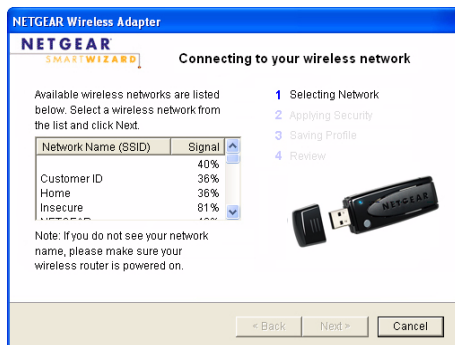 NETGEAR Wireless Adapter
NETGEAR
SMARTWIZARD
Connecting to your wireless network
Available wireless networks are listed
below. Select a wireless network from
the list and click Next.
Network Name (SSID) Signal
40%
Customer ID 36%
Home 36%
Insecure 81%
Note: If you do not see your network
name, please make sure your
wireless router is powered on.
1 Selecting Network
2 Applying Security
3 Saving Profile
4 Review
NETGEAR
< Back
Next >
Cancel